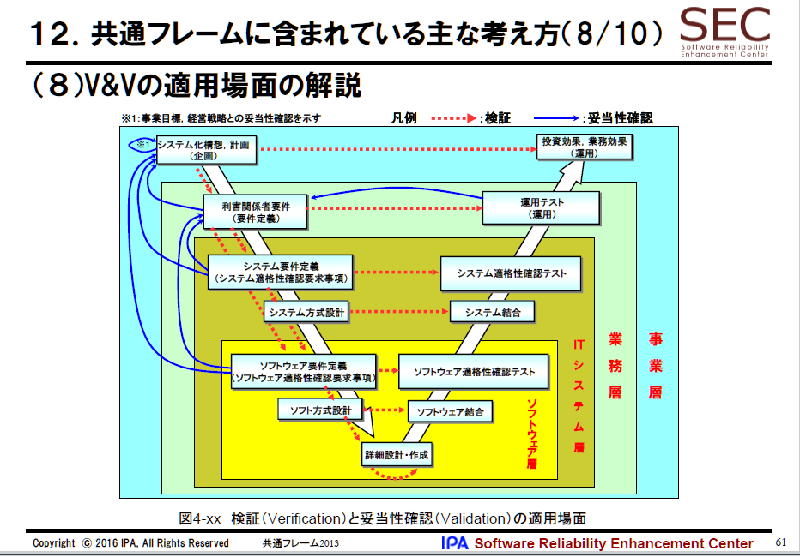 12．共通フレームに含まれている主な考え方（8/10）
SEC
Software Reliability
Enhancement Center
（8）V&Vの適用場面の解説
※1：事業目標，経営戦略との妥当性確認を示す
凡例 ：検証 ：妥当性確認
※1
システム化構想，計画
（企画）
投資効果，業務効果
（運用）
利害関係者要件
（要件定義）
運用テスト
（運用）
システム要件定義
（システム適格性確認要求事項）
システム適格性確認テスト
システム方式設計
システム結合
ソフトウェア要件定義
（ソフトウェア適格性確認要求事項）
ソフトウェア適格性確認テスト
ソフト方式設計
ソフトウェア結合
詳細設計・作成
ソフトウェア層
ITシステム層
業務層
事業層
図4-xx 検証（Verification）と妥当性確認（Validation）の適用場面
Copyright © 2016 IPA, All Rights Reserved 共通フレーム2013
IPA Software Reliability Enhancement Center 61